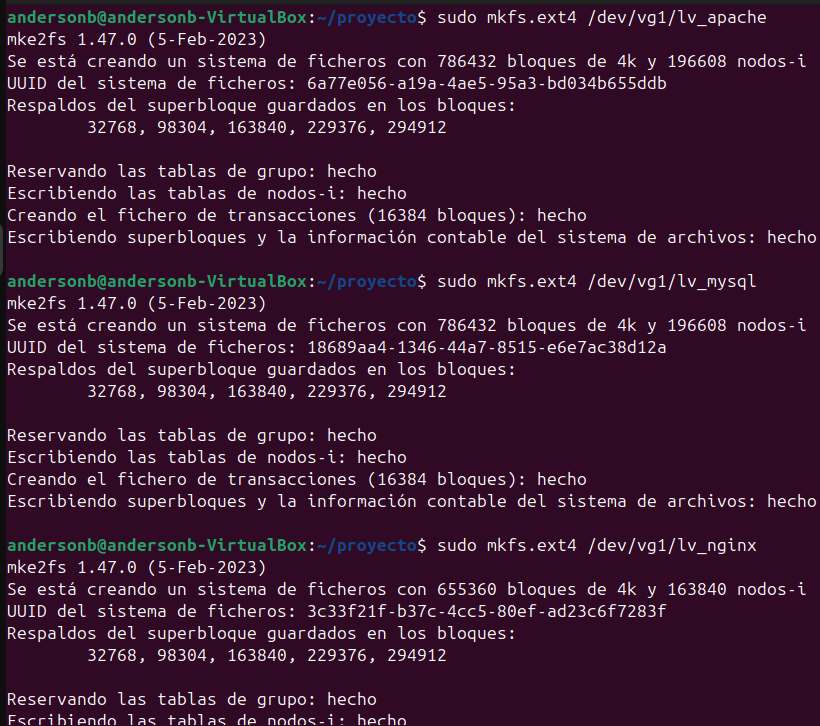 andersonb@andersonb-VirtualBox:~/proyecto$ sudo mkfs.ext4 /dev/vg1/lv_apache
mke2fs 1.47.0 (5-Feb-2023)
Se está creando un sistema de ficheros con 786432 bloques de 4k y 196608 nodos-i
UUID del sistema de ficheros: 6a77e056-a19a-4ae5-95a3-bd034b655ddb
Respaldos del superbloque guardados en los bloques:
        32768, 98304, 163840, 229376, 294912

Reservando las tablas de grupo: hecho
Escribiendo las tablas de nodos-i: hecho
Creando el fichero de transacciones (16384 bloques): hecho
Escribiendo superbloques y la información contable del sistema de archivos: hecho

andersonb@andersonb-VirtualBox:~/proyecto$ sudo mkfs.ext4 /dev/vg1/lv_mysql
mke2fs 1.47.0 (5-Feb-2023)
Se está creando un sistema de ficheros con 786432 bloques de 4k y 196608 nodos-i
UUID del sistema de ficheros: 18689aa4-1346-44a7-8515-e6e7ac38d12a
Respaldos del superbloque guardados en los bloques:
        32768, 98304, 163840, 229376, 294912

Reservando las tablas de grupo: hecho
Escribiendo las tablas de nodos-i: hecho
Creando el fichero de transacciones (16384 bloques): hecho
Escribiendo superbloques y la información contable del sistema de archivos: hecho

andersonb@andersonb-VirtualBox:~/proyecto$ sudo mkfs.ext4 /dev/vg1/lv_nginx
mke2fs 1.47.0 (5-Feb-2023)
Se está creando un sistema de ficheros con 655360 bloques de 4k y 163840 nodos-i
UUID del sistema de ficheros: 3c33f21f-b37c-4cc5-80ef-ad23c6f7283f
Respaldos del superbloque guardados en los bloques:
        32768, 98304, 163840, 229376, 294912

Reservando las tablas de grupo: hecho
Escribiendo las tablas de nodos-i: hecho